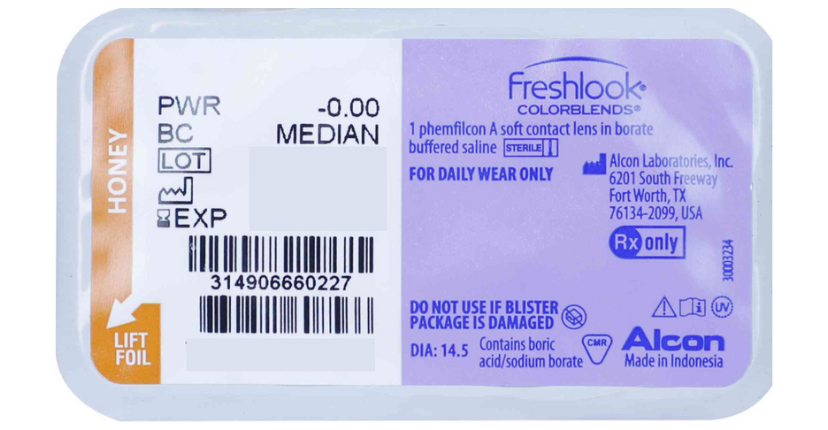 HONEY
LIFT
FOIL
PWR -0.00
BC MEDIAN
LOT
EXP
314906660227
Freshlook®
COLORBLENDS®
1 phemfilcon A soft contact lens in borate
buffered saline STERILE
FOR DAILY WEAR ONLY
Alcon Laboratories, Inc.
6201 South Freeway
Fort Worth, TX
76134-2099, USA
Rx only
30003234
DO NOT USE IF BLISTER
PACKAGE IS DAMAGED
UV
DIA: 14.5 Contains boric
acid/sodium borate
CMR
Alcon
Made in Indonesia